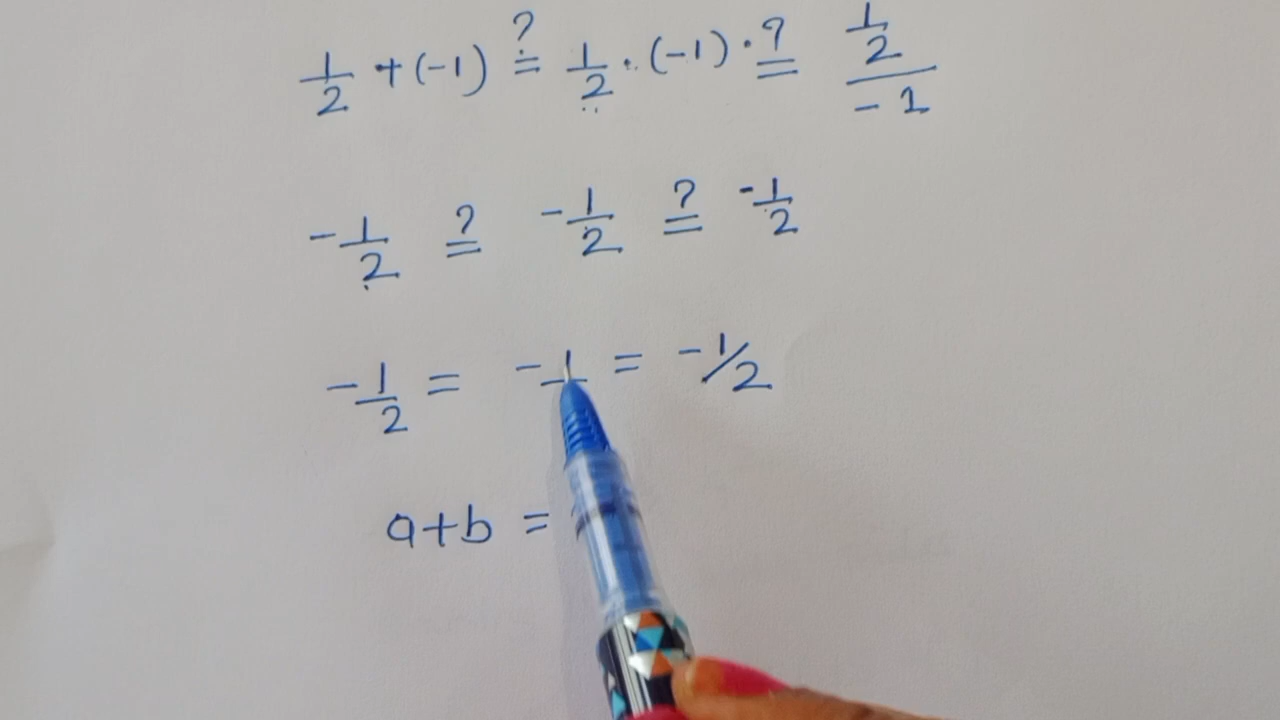 1/2 + (-1) ?= 1/2 . (-1) . ?= 1/2 / -1
-1/2 ?= -1/2 ?= -1/2
-1/2 = -1 = -1/2
a+b =